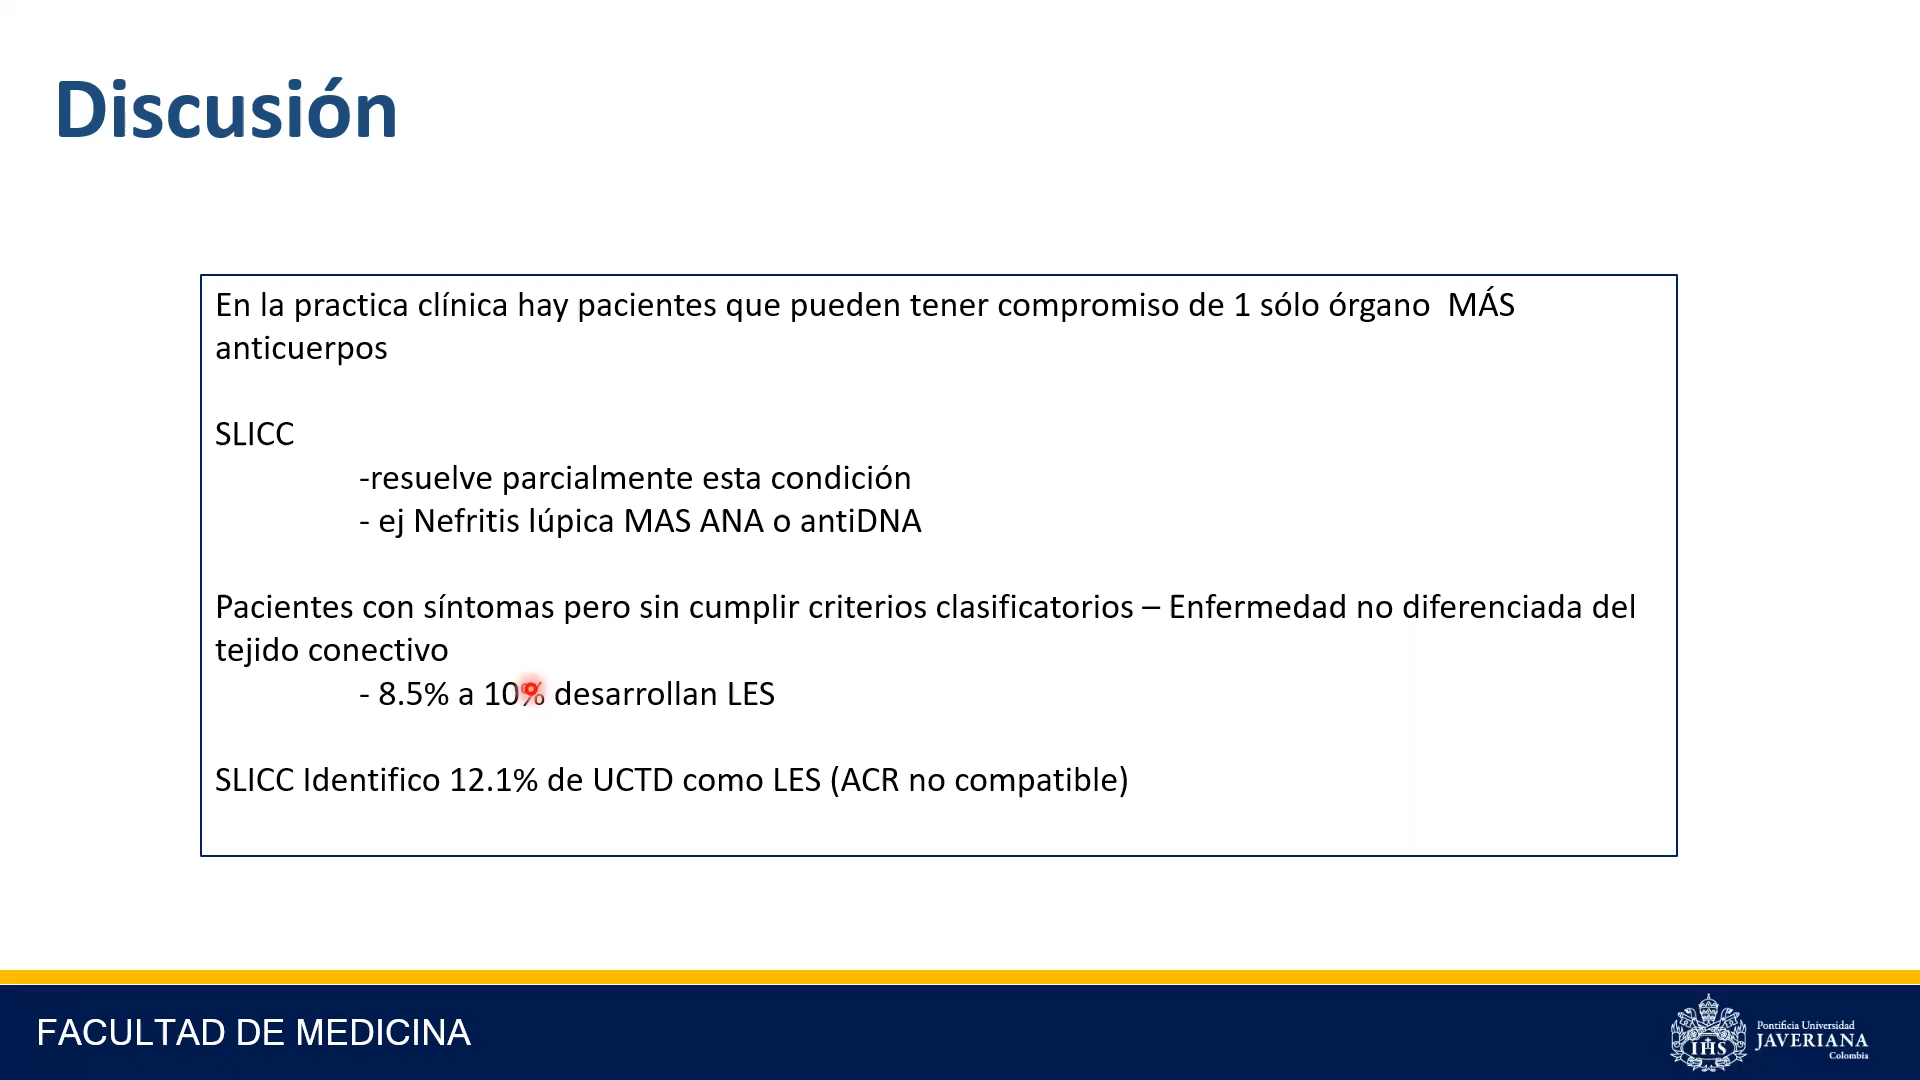 Discusión
En la practica clínica hay pacientes que pueden tener compromiso de 1 sólo órgano  MÁS
anticuerpos
SLICC
-resuelve parcialmente esta condición
- ej Nefritis lúpica MAS ANA o antiDNA
Pacientes con síntomas pero sin cumplir criterios clasificatorios – Enfermedad no diferenciada del
tejido conectivo
- 8.5% a 10% desarrollan LES
SLICC Identifico 12.1% de UCTD como LES (ACR no compatible)
FACULTAD DE MEDICINA
IHS
Pontificia Universidad
JAVERIANA
Colombia